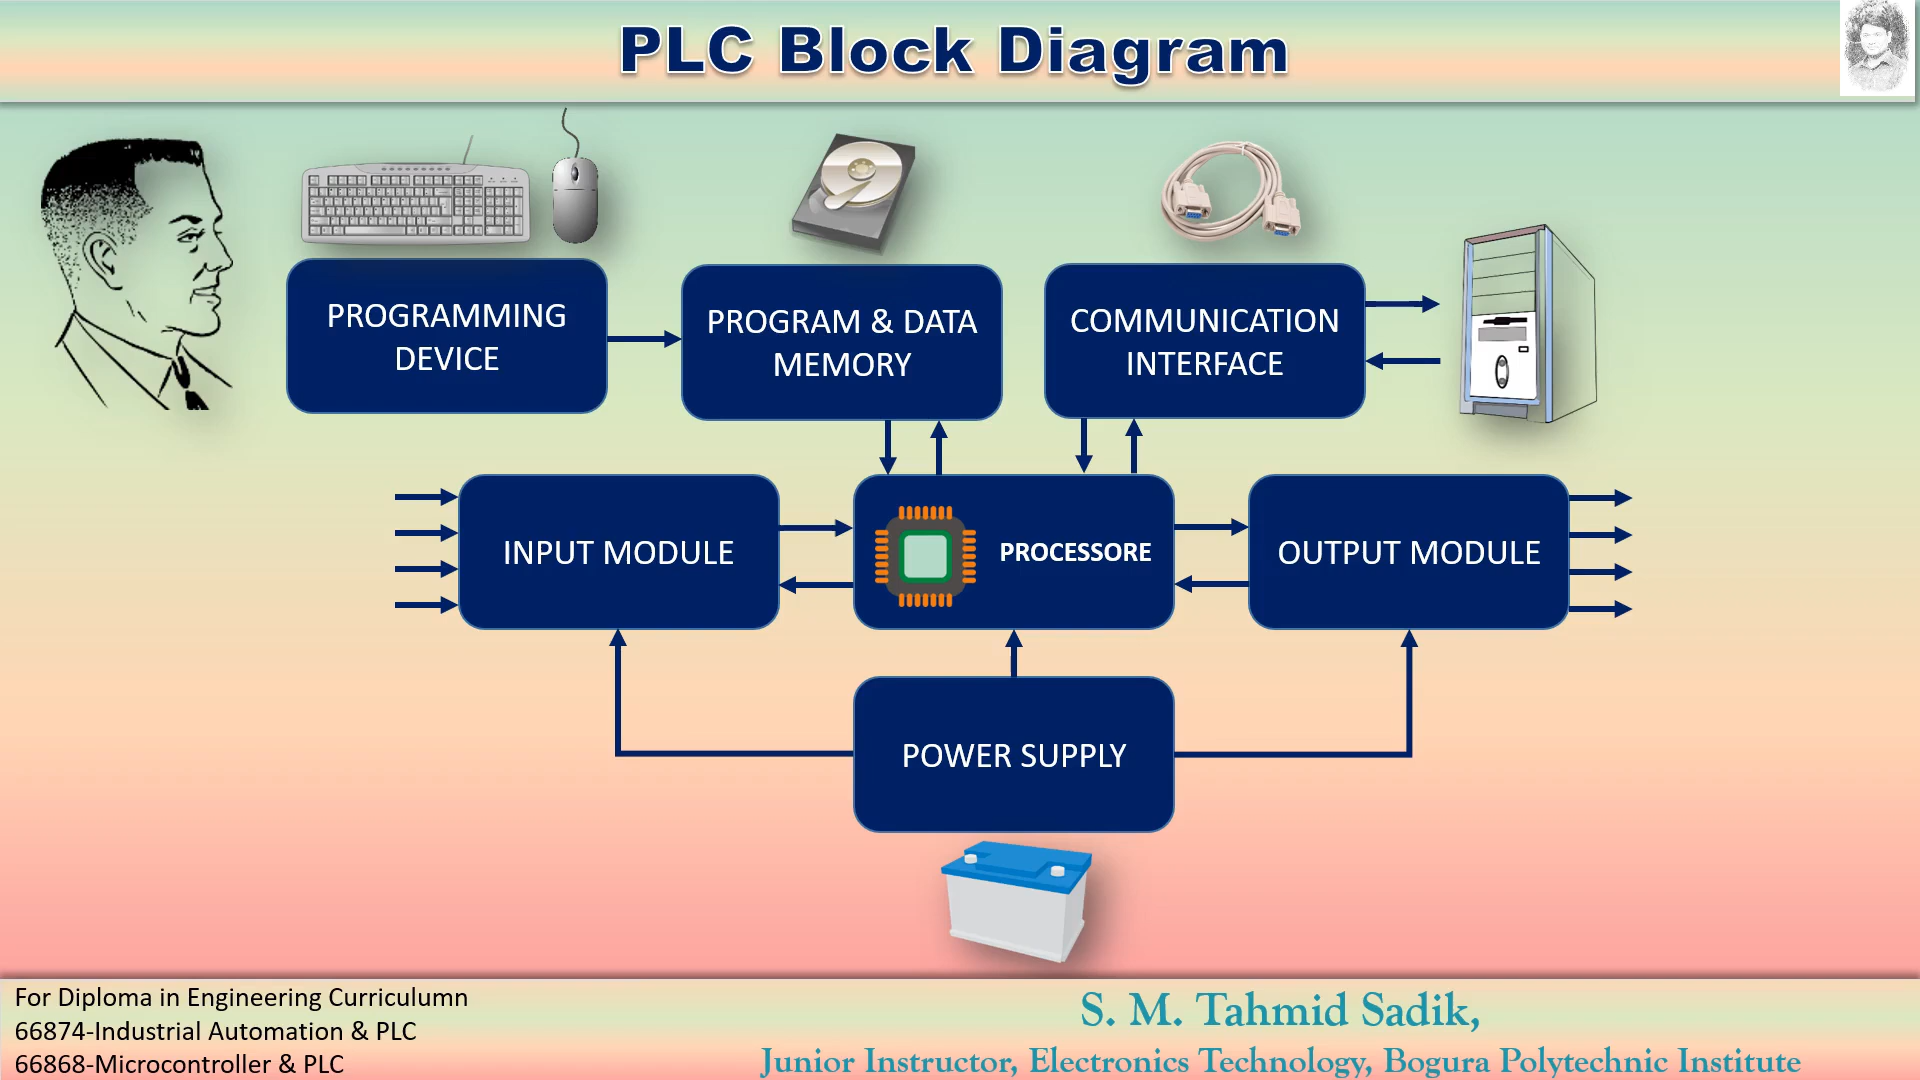 PLC Block Diagram
PROGRAMMING
DEVICE
PROGRAM & DATA
MEMORY
COMMUNICATION
INTERFACE
INPUT MODULE
PROCESSORE
OUTPUT MODULE
POWER SUPPLY
For Diploma in Engineering Curriculumn
66874-Industrial Automation & PLC
66868-Microcontroller & PLC
S. M. Tahmid Sadik,
Junior Instructor, Electronics Technology, Bogura Polytechnic Institute